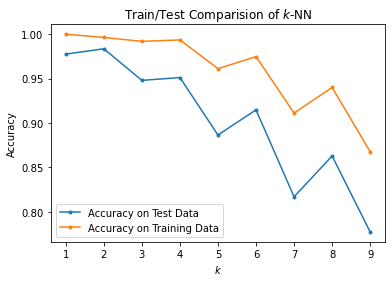 Train/Test Comparision of k-NN
1.00
0.95
0.90
0.85
0.80
Accuracy
Accuracy on Test Data
Accuracy on Training Data
1 2 3 4 5 6 7 8 9
k